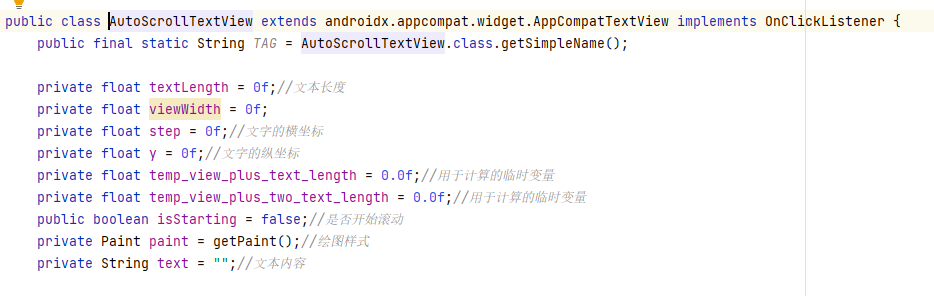 public class AutoScrollTextView extends androidx.appcompat.widget.AppCompatTextView implements OnClickListener {
public final static String TAG = AutoScrollTextView.class.getSimpleName();
private float textLength = 0f;//文本长度
private float viewWidth = 0f;
private float step = 0f;//文字的横坐标
private float y = 0f;//文字的纵坐标
private float temp_view_plus_text_length = 0.0f;//用于计算的临时变量
private float temp_view_plus_two_text_length = 0.0f;//用于计算的临时变量
public boolean isStarting = false;//是否开始滚动
private Paint paint = getPaint();//绘图样式
private String text = "";//文本内容